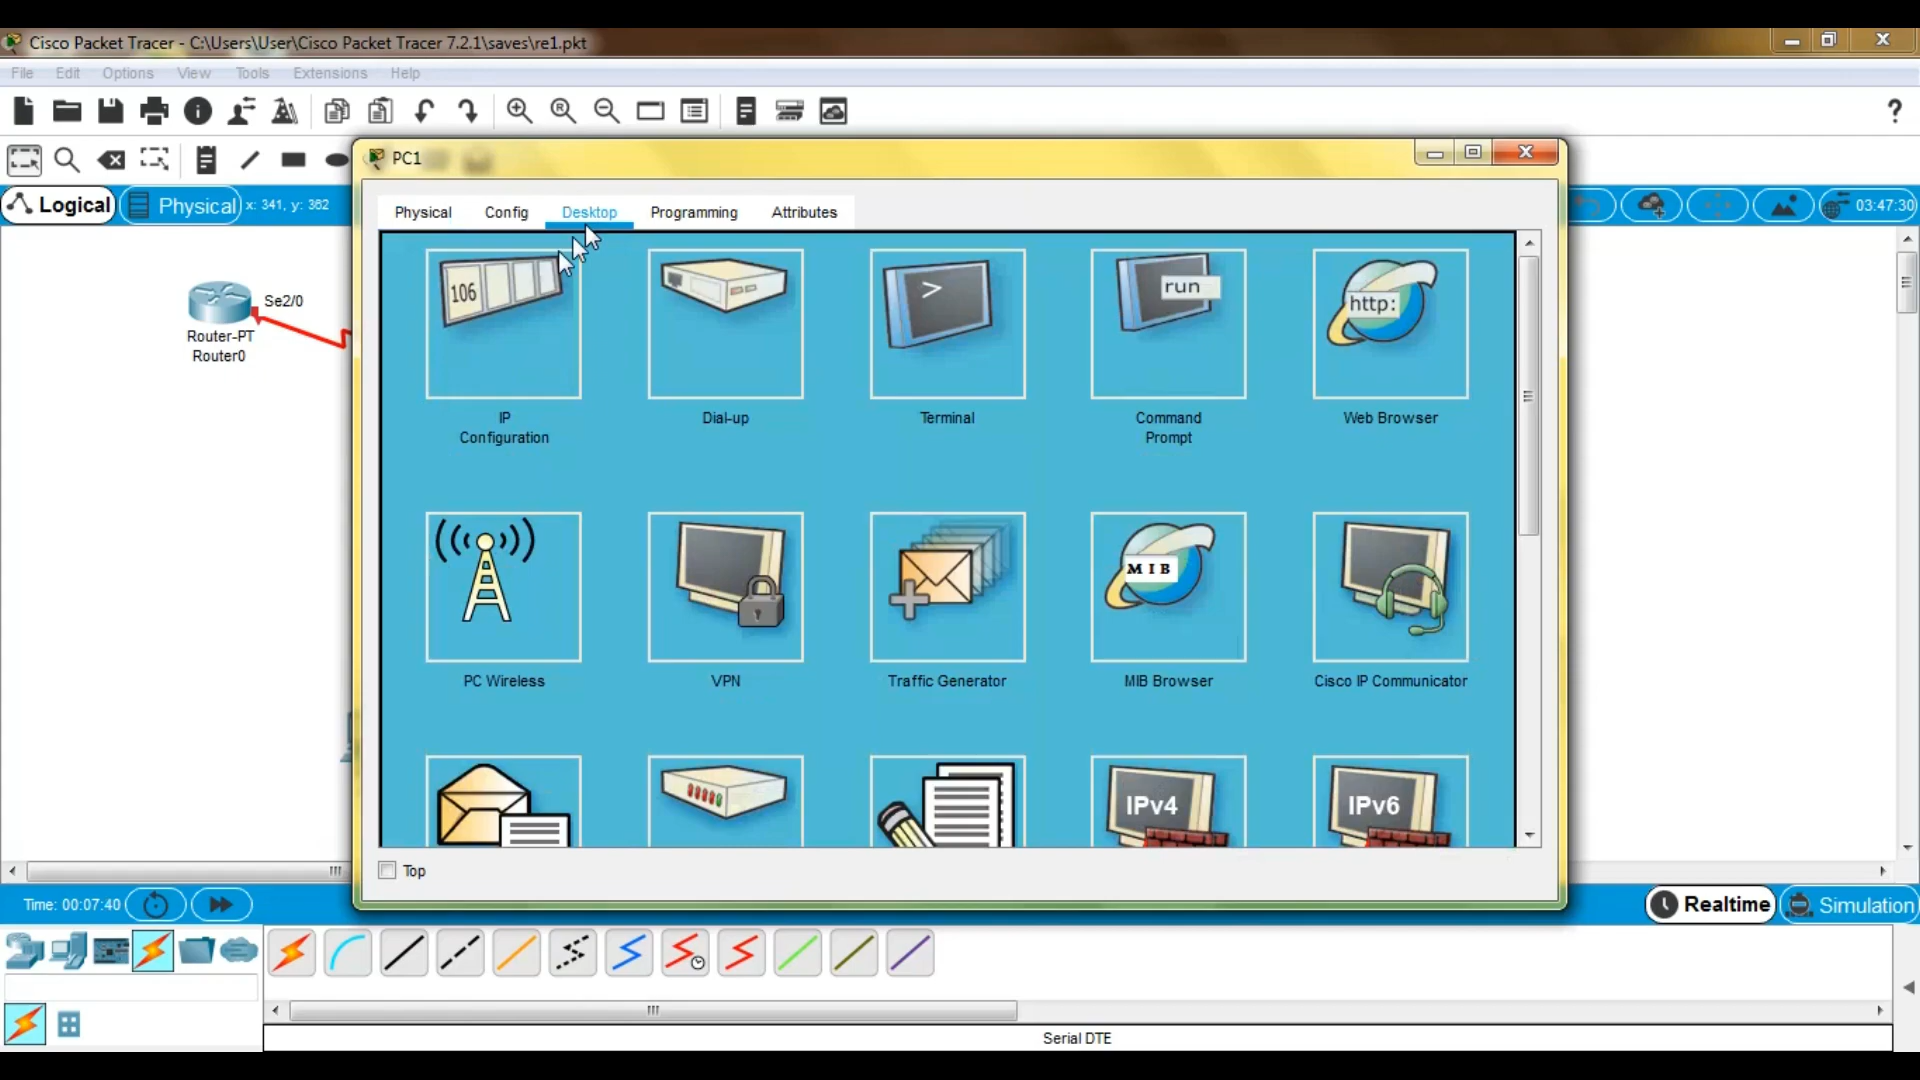 Cisco Packet Tracer - C:\Users\User\Cisco Packet Tracer 7.2.1\saves\re1.pkt
File Edit Options View Tools Extensions Help
R
?
PC1
Logical Physical x: 341, y: 362 03:47:30
Physical Config Desktop Programming Attributes
Se2/0
Router-PT
Router0
106
>
run
http:
IP
Configuration
Dial-up
Terminal
Command
Prompt
Web Browser
MIB
PC Wireless
VPN
Traffic Generator
MIB Browser
Cisco IP Communicator
IPv4
IPv6
Top
Time: 00:07:40
Realtime Simulation
Serial DTE